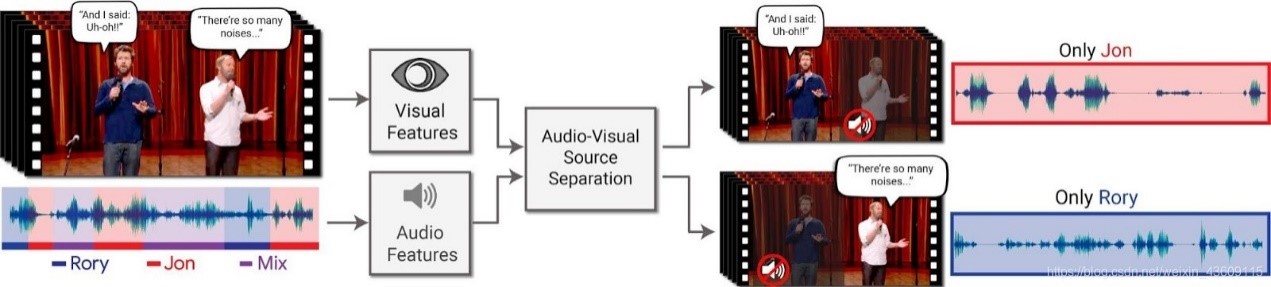 "And I said:
Uh-oh!!"
"There're so many
noises..."
Rory
Jon
Mix
Visual
Features
Audio
Features
Audio-Visual
Source
Separation
"And I said:
Uh-oh!!"
Only Jon
"There're so many
noises..."
Only Rory
https://blog.csdn.net/weixin_43609115